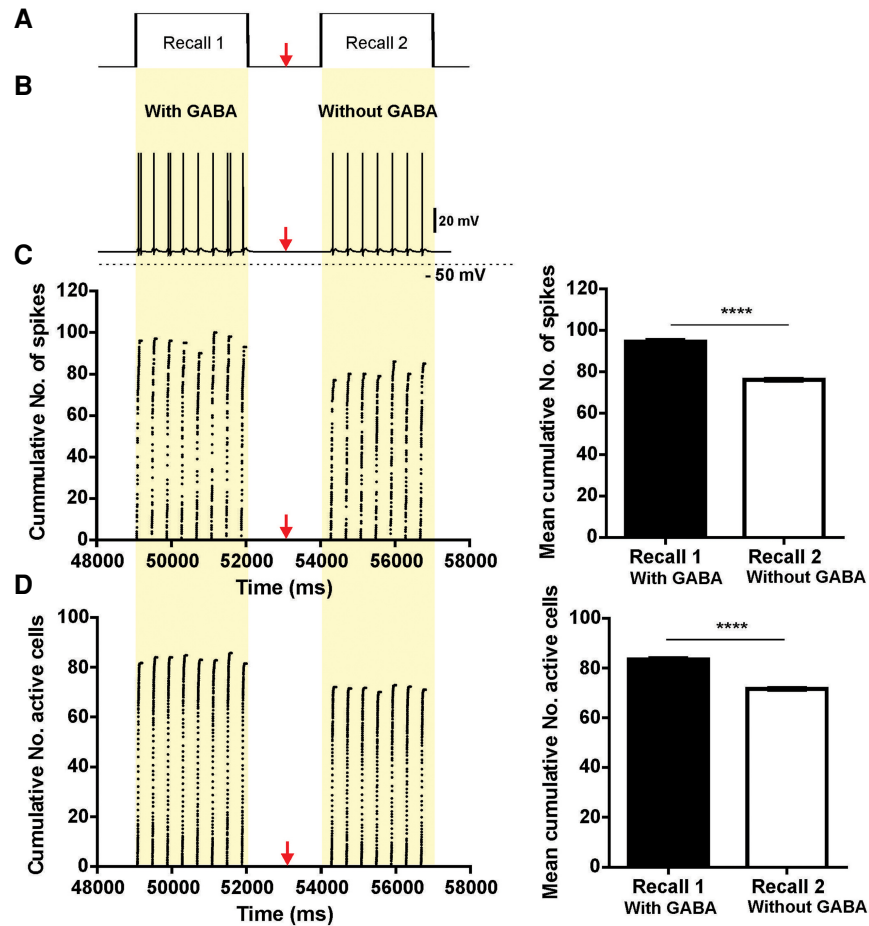 A
Recall 1
Recall 2
B
With GABA
Without GABA
20 mV
- 50 mV
C
Cummulative No. of spikes
120
100
80
60
40
20
0
48000 50000 52000 54000 56000 58000
Time (ms)
Mean cumulative No. of spikes
120
100
80
60
40
20
0
****
Recall 1 Recall 2
With GABA Without GABA
D
Cumulative No. active cells
100
80
60
40
20
0
48000 50000 52000 54000 56000 58000
Time (ms)
Mean cumulative No. active cells
100
80
60
40
20
0
****
Recall 1 Recall 2
With GABA Without GABA